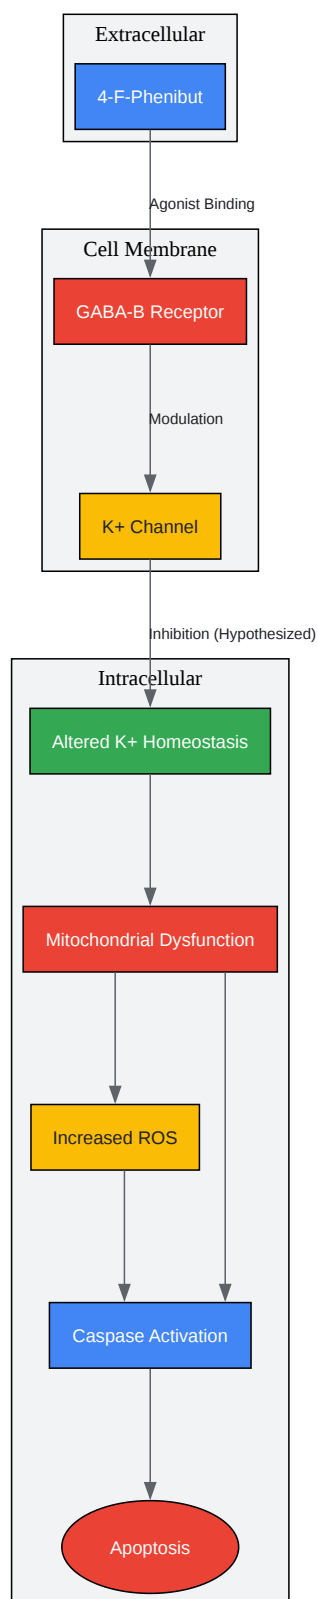 Extracellular
4-F-Phenibut
Agonist Binding
Cell Membrane
GABA-B Receptor
Modulation
K+ Channel
Inhibition (Hypothesized)
Intracellular
Altered K+ Homeostasis
Mitochondrial Dysfunction
Increased ROS
Caspase Activation
Apoptosis